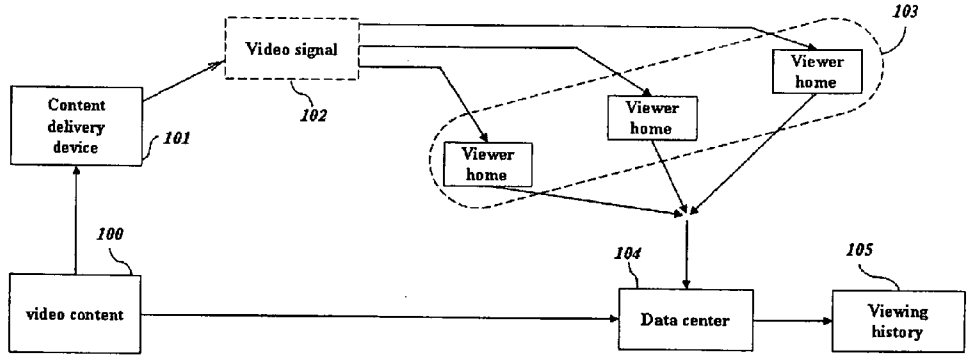 103
Video signal
102
Viewer
home
Viewer
home
Viewer
home
Content
delivery
device
101
100
video content
104
Data center
105
Viewing
history